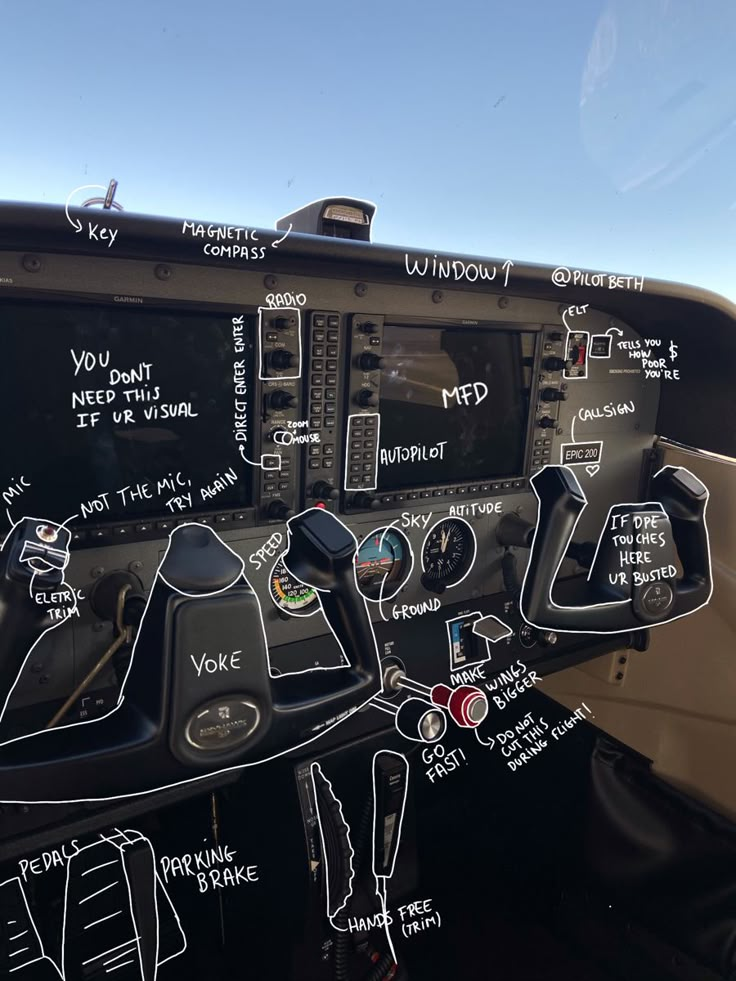 Key
MAGNETIC
COMPASS
WINDOW↑
@PILOTBETH
GARMIN
RADIO
GARMIN
ELT
TELLS YOU
HOW $
POOR
YOU'RE
YOU
DON'T
NEED THIS
IF UR VISUAL
DIRECT ENTER ENTER
ZOOM
+
MOUSE
MFD
AUTOPILOT
CALLSIGN
EPIC 200
MIC
NOT THE MIC,
TRY AGAIN
SKY
ALTITUDE
SPEED
GROUND
IF DPE
TOUCHES
HERE
UR BUSTED
ELETRIC
TRIM
YOKE
MAKE
WINGS
BIGGER
GO
FAST!
DO NOT
CUT THIS
DURING FLIGHT!
PEDALS
PARKING
BRAKE
HANDS FREE
(TRIM)